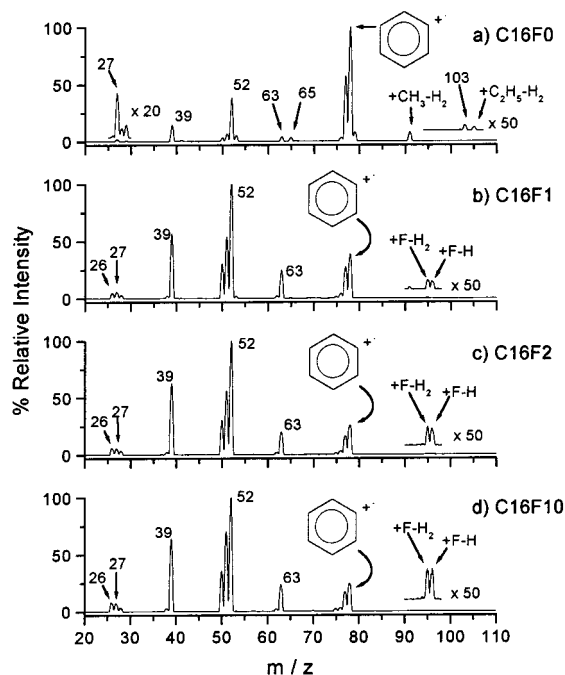 100
+·
a) C16F0
27
x 20
39
52
63
65
+CH3-H2
103
+C2H5-H2
x 50
50
0
100
+·
b) C16F1
26
27
39
52
63
+F-H2
+F-H
x 50
50
0
100
+·
c) C16F2
26
27
39
52
63
+F-H2
+F-H
x 50
50
0
100
+·
d) C16F10
26
27
39
52
63
+F-H2
+F-H
x 50
50
0
% Relative Intensity
20 30 40 50 60 70 80 90 100 110
m / z